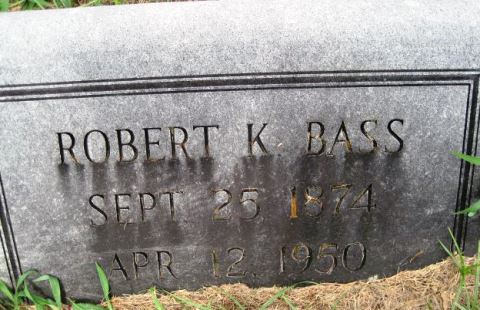 ROBERT K. BASS
SEPT. 25 1874
APR 12. 1950